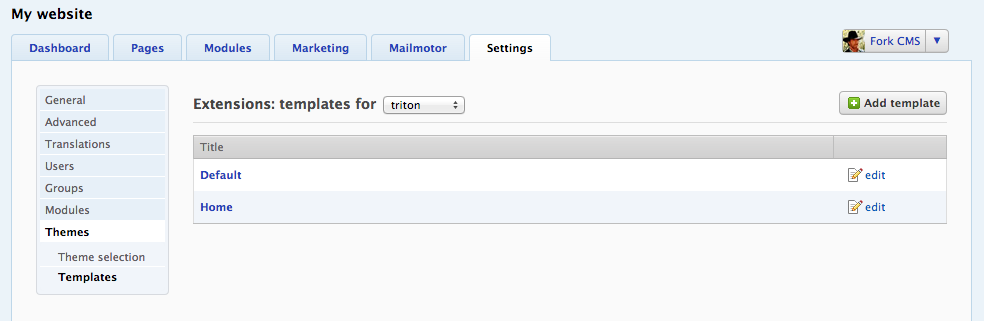 My website
Dashboard Pages Modules Marketing Mailmotor Settings Fork CMS
General
Advanced
Translations
Users
Groups
Modules
Themes
Theme selection
Templates
Extensions: templates for triton Add template
Title
Default edit
Home edit